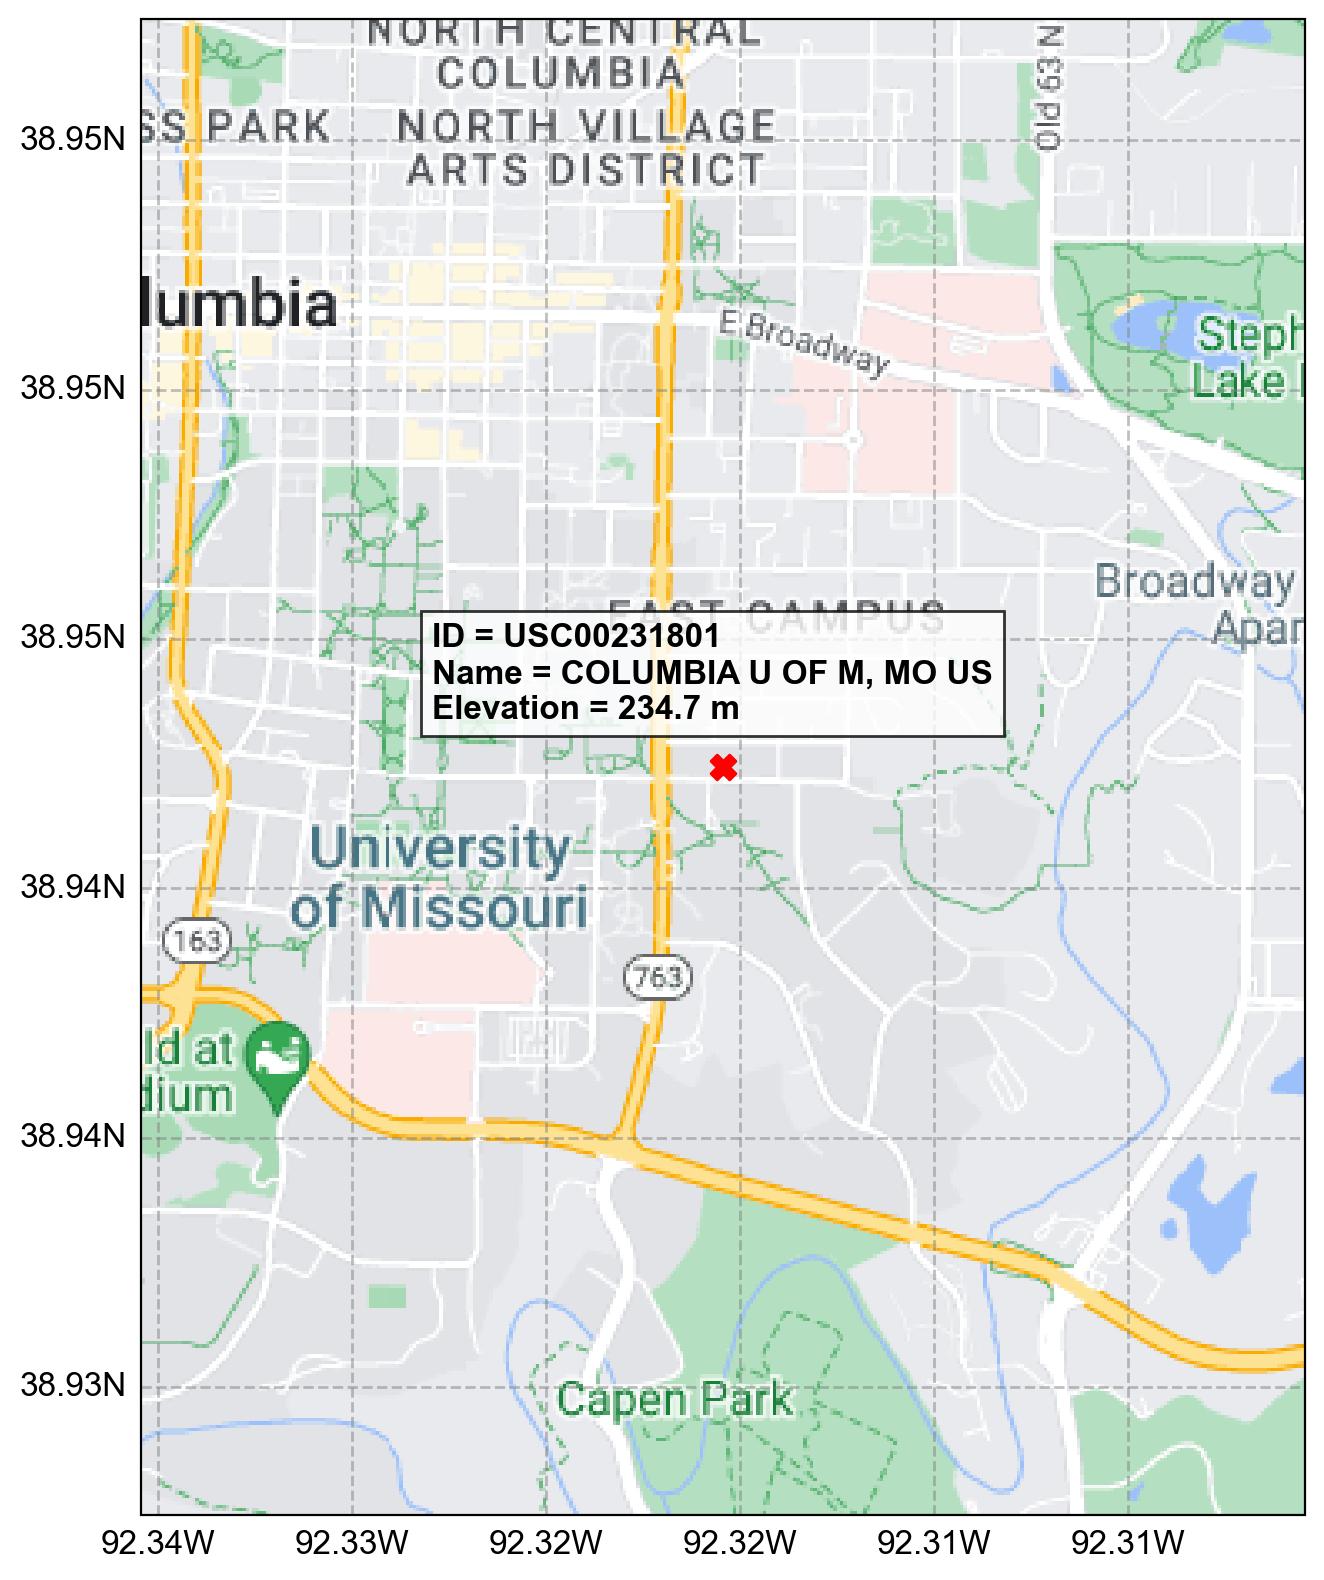 NORTH CENTRAL
COLUMBIA
Old 63 N
SS PARK
NORTH VILLAGE
ARTS DISTRICT
38.95N
lumbia
E Broadway
Steph
Lake
38.95N
Broadway
Apar
EAST CAMPUS
38.95N
ID = USC00231801
Name = COLUMBIA U OF M, MO US
Elevation = 234.7 m
University
of Missouri
38.94N
163
763
ld at
dium
38.94N
Capen Park
38.93N
92.34W
92.33W
92.32W
92.32W
92.31W
92.31W